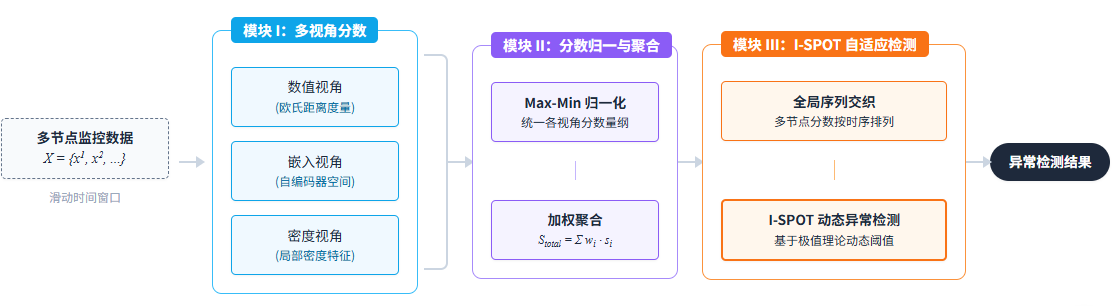 多节点监控数据
X = {x¹, x², ...}
滑动时间窗口
模块 I：多视角分数
数值视角
(欧氏距离度量)
嵌入视角
(自编码器空间)
密度视角
(局部密度特征)
模块 II：分数归一与聚合
Max-Min 归一化
统一各视角分数量纲
加权聚合
S_total = Σ w_i · s_i
模块 III：I-SPOT 自适应检测
全局序列交织
多节点分数按时序排列
I-SPOT 动态异常检测
基于极值理论动态阈值
异常检测结果